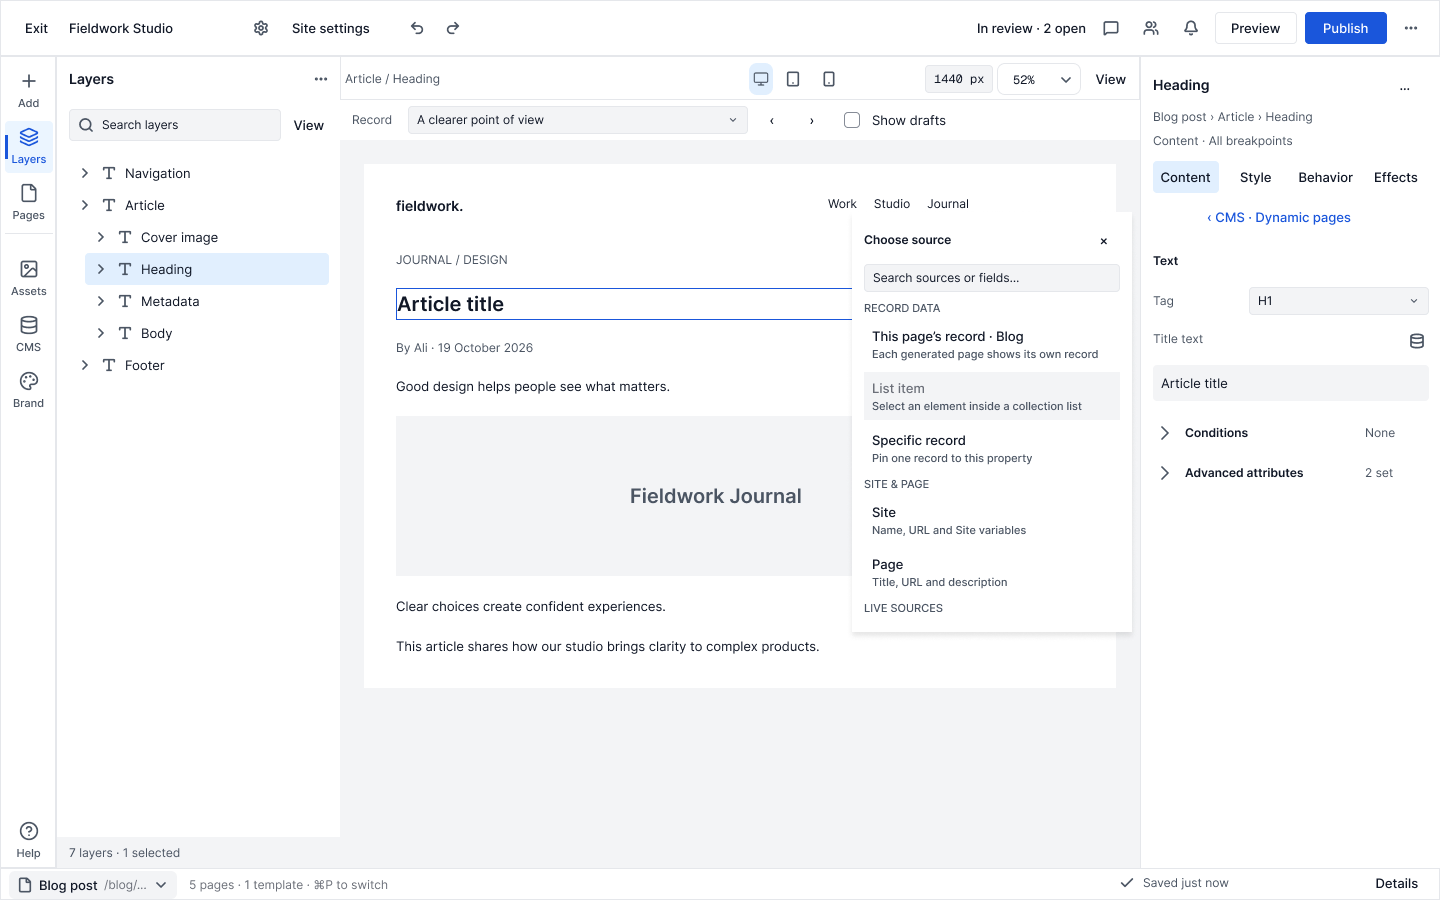 Exit
Fieldwork Studio
Site settings
In review · 2 open
Preview
Publish
Add
Layers
Pages
Assets
CMS
Brand
Help
Layers
Search layers
View
Navigation
Article
Cover image
Heading
Metadata
Body
Footer
7 layers · 1 selected
Article / Heading
1440 px
52%
View
Record
A clearer point of view
‹
›
Show drafts
fieldwork.
Work
Studio
Journal
JOURNAL / DESIGN
Article title
By Ali · 19 October 2026
Good design helps people see what matters.
Fieldwork Journal
Clear choices create confident experiences.
This article shares how our studio brings clarity to complex products.
Choose source
×
Search sources or fields...
RECORD DATA
This page’s record · Blog
Each generated page shows its own record
List item
Select an element inside a collection list
Specific record
Pin one record to this property
SITE & PAGE
Site
Name, URL and Site variables
Page
Title, URL and description
LIVE SOURCES
Heading
...
Blog post › Article › Heading
Content · All breakpoints
Content
Style
Behavior
Effects
‹ CMS · Dynamic pages
Text
Tag
H1
Title text
Article title
Conditions
None
Advanced attributes
2 set
Blog post /blog/...
5 pages · 1 template · ⌘P to switch
Saved just now
Details